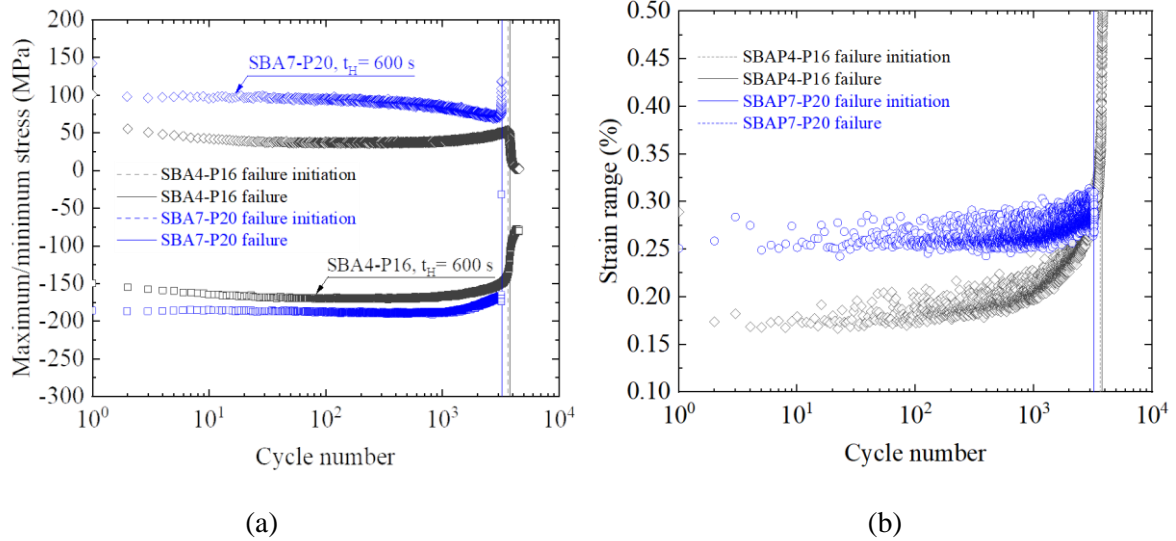 200
150
100
50
0
-50
-100
-150
-200
-250
-300
Maximum/minimum stress (MPa)
SBA7-P20, t_H= 600 s
SBA4-P16 failure initiation
SBA4-P16 failure
SBA7-P20 failure initiation
SBA7-P20 failure
SBA4-P16, t_H= 600 s
10^0
10^1
10^2
10^3
10^4
Cycle number
(a)
0.50
0.45
0.40
0.35
0.30
0.25
0.20
0.15
0.10
Strain range (%)
SBAP4-P16 failure initiation
SBAP4-P16 failure
SBAP7-P20 failure initiation
SBAP7-P20 failure
10^0
10^1
10^2
10^3
10^4
Cycle number
(b)